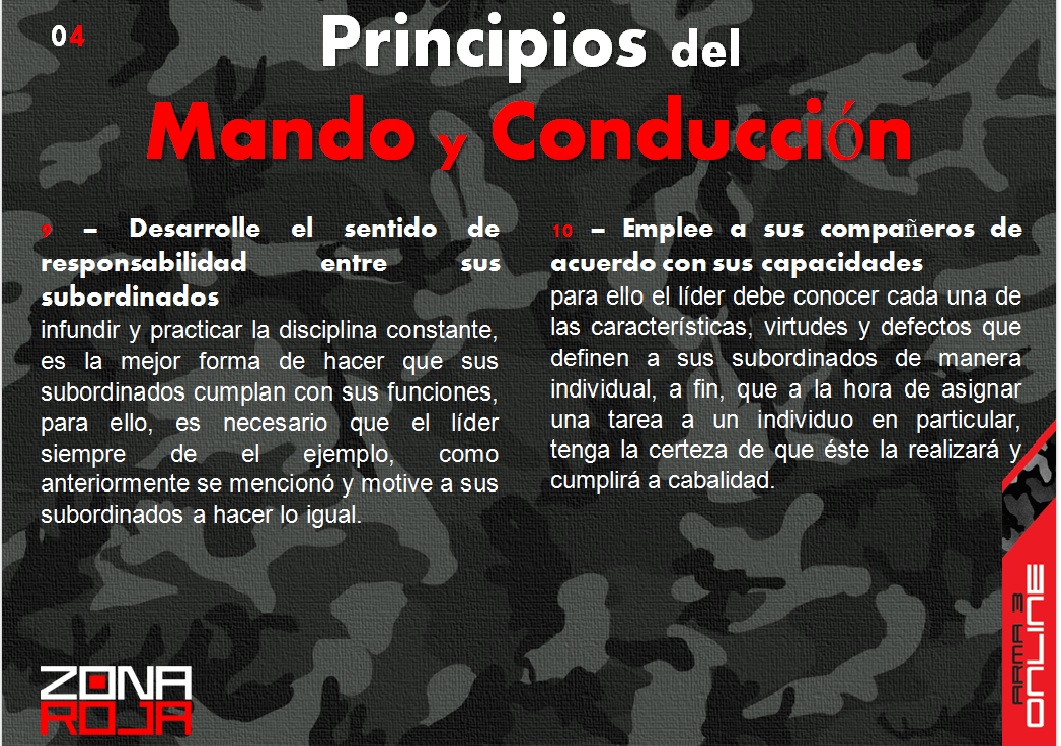 04
Principios del
Mando y Conducción
9 – Desarrolle el sentido de
responsabilidad entre sus
subordinados
infundir y practicar la disciplina constante,
es la mejor forma de hacer que sus
subordinados cumplan con sus funciones,
para ello, es necesario que el líder
siempre de el ejemplo, como
anteriormente se mencionó y motive a sus
subordinados a hacer lo igual.
10 – Emplee a sus compañeros de
acuerdo con sus capacidades
para ello el líder debe conocer cada una de
las características, virtudes y defectos que
definen a sus subordinados de manera
individual, a fin, que a la hora de asignar
una tarea a un individuo en particular,
tenga la certeza de que éste la realizará y
cumplirá a cabalidad.
ZONA
ROJA
ARMA 3
ONLINE